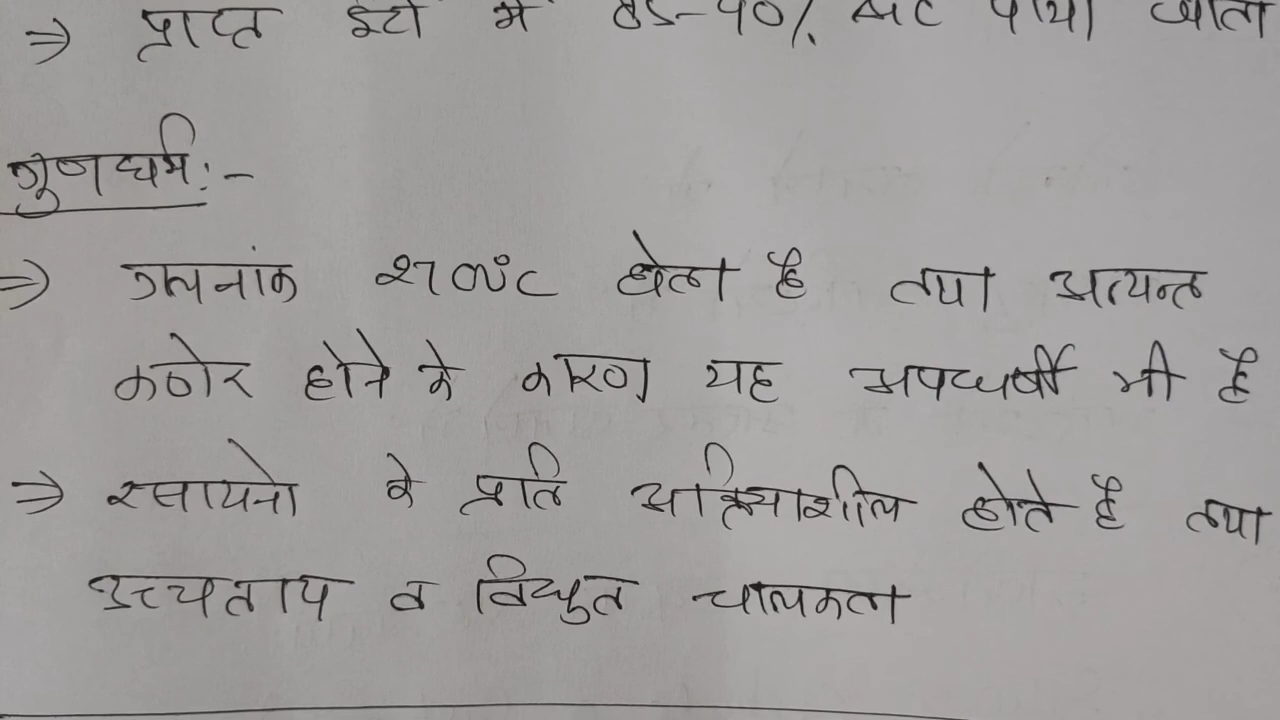 ⇒ प्राप्त इटो में 85-90% SiC पाया जाता
गुणधर्म:-
⇒ गलनांक 2700°C होता है तथा अत्यन्त
कठोर होने के कारण यह अपघर्षी भी है
⇒ रसायनो के प्रति अक्रियाशील होते है तथा
उच्चताप व विद्युत चालकता